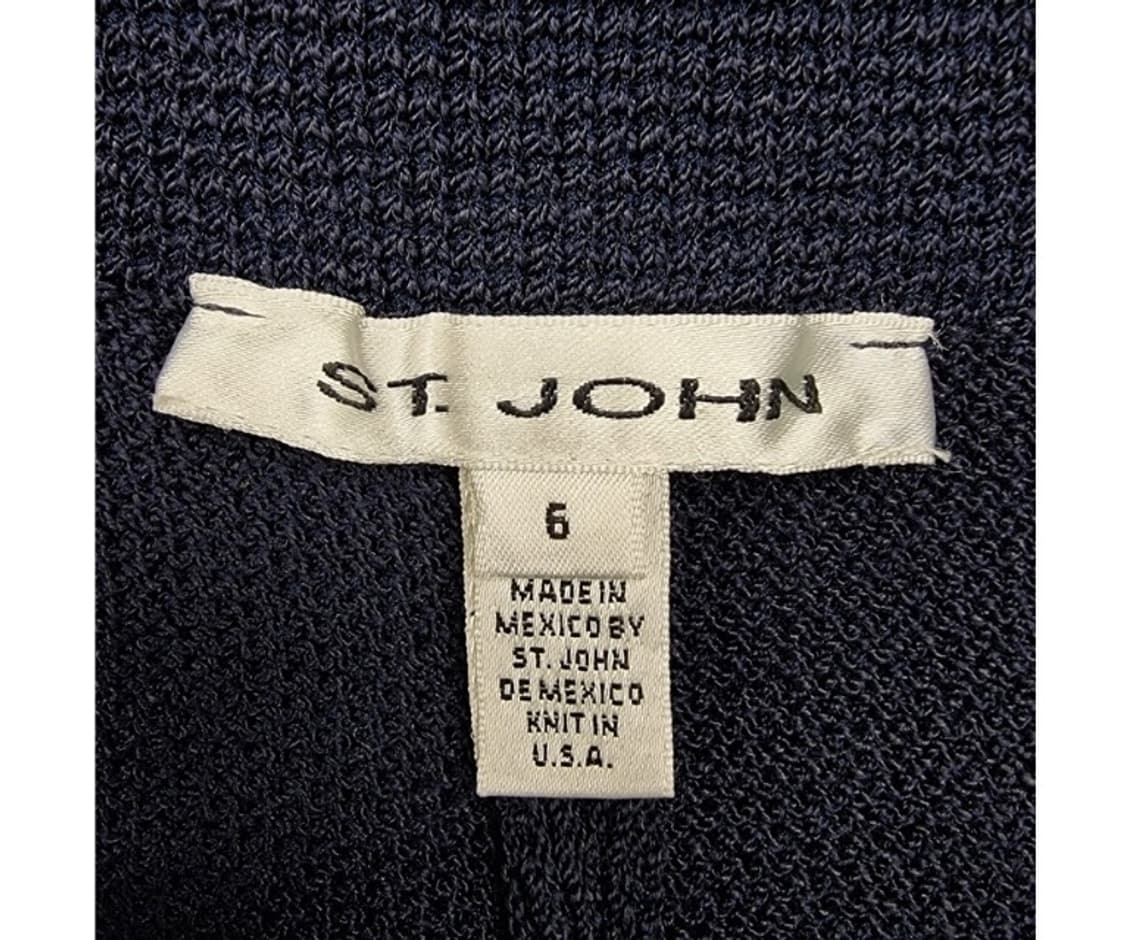 ST. JOHN
6
MADE IN
MEXICO BY
ST. JOHN
DE MEXICO
KNIT IN
U.S.A.